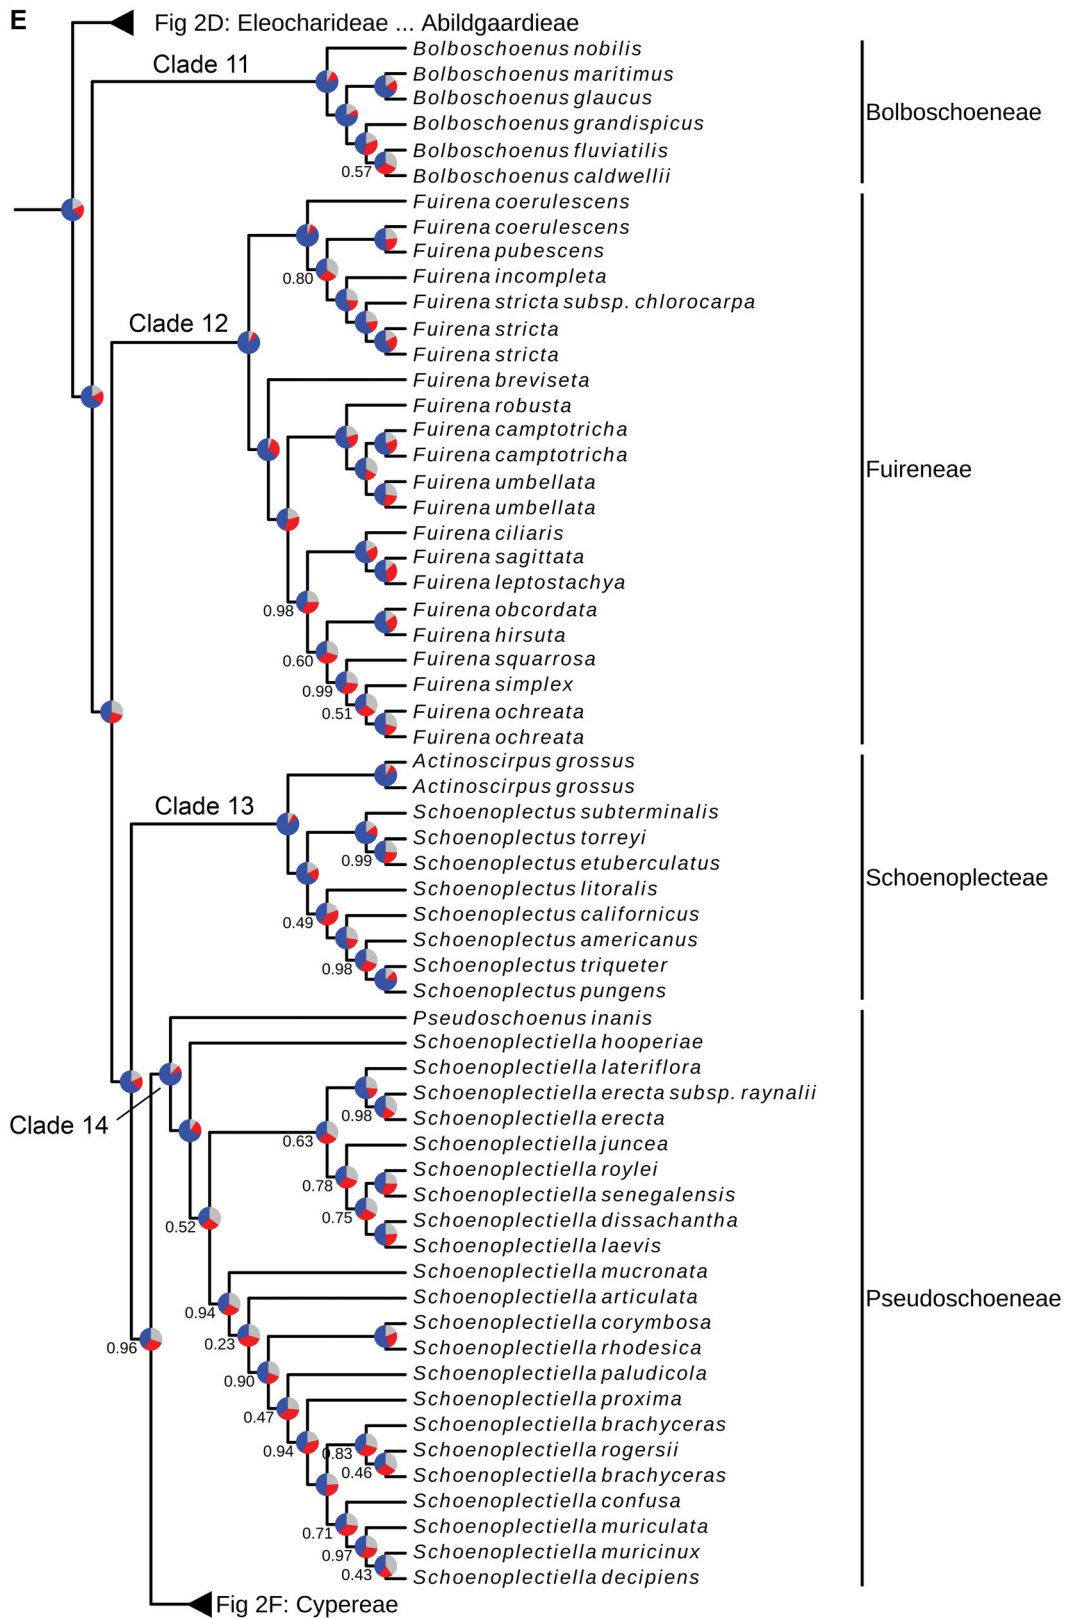 E
Fig 2D: Eleocharideae ... Abildgaardieae
Bolboschoenus nobilis
Clade 11
Bolboschoenus maritimus
Bolboschoenus glaucus
Bolboschoeneae
Bolboschoenus grandispicus
Bolboschoenus fluviatilis
0.57
Bolboschoenus caldwellii
Fuirena coerulescens
Fuirena coerulescens
Fuirena pubescens
0.80
Fuirena incompleta
Fuirena stricta subsp. chlorocarpa
Clade 12
Fuirena stricta
Fuirena stricta
Fuirena breviseta
Fuirena robusta
Fuirena camptotricha
Fuirena camptotricha
Fuireneae
Fuirena umbellata
Fuirena umbellata
Fuirena ciliaris
Fuirena sagittata
Fuirena leptostachya
0.98
Fuirena obcordata
Fuirena hirsuta
0.60
Fuirena squarrosa
0.99
Fuirena simplex
0.51
Fuirena ochreata
Fuirena ochreata
Actinoscirpus grossus
Actinoscirpus grossus
Clade 13
Schoenoplectus subterminalis
Schoenoplectus torreyi
0.99
Schoenoplectus etuberculatus
Schoenoplecteae
Schoenoplectus litoralis
0.49
Schoenoplectus californicus
Schoenoplectus americanus
0.98
Schoenoplectus triqueter
Schoenoplectus pungens
Pseudoschoenus inanis
Schoenoplectiella hooperiae
Schoenoplectiella lateriflora
Schoenoplectiella erecta subsp. raynalii
Clade 14
0.98
Schoenoplectiella erecta
0.63
Schoenoplectiella juncea
Schoenoplectiella roylei
0.78
Schoenoplectiella senegalensis
0.75
Schoenoplectiella dissachantha
0.52
Schoenoplectiella laevis
Schoenoplectiella mucronata
Pseudoschoeneae
0.94
Schoenoplectiella articulata
Schoenoplectiella corymbosa
0.23
0.96
Schoenoplectiella rhodesica
0.90
Schoenoplectiella paludicola
Schoenoplectiella proxima
0.47
Schoenoplectiella brachyceras
0.94
0.83
Schoenoplectiella rogersii
0.46
Schoenoplectiella brachyceras
Schoenoplectiella confusa
0.71
Schoenoplectiella muriculata
0.97
Schoenoplectiella muricinux
0.43
Schoenoplectiella decipiens
Fig 2F: Cypereae